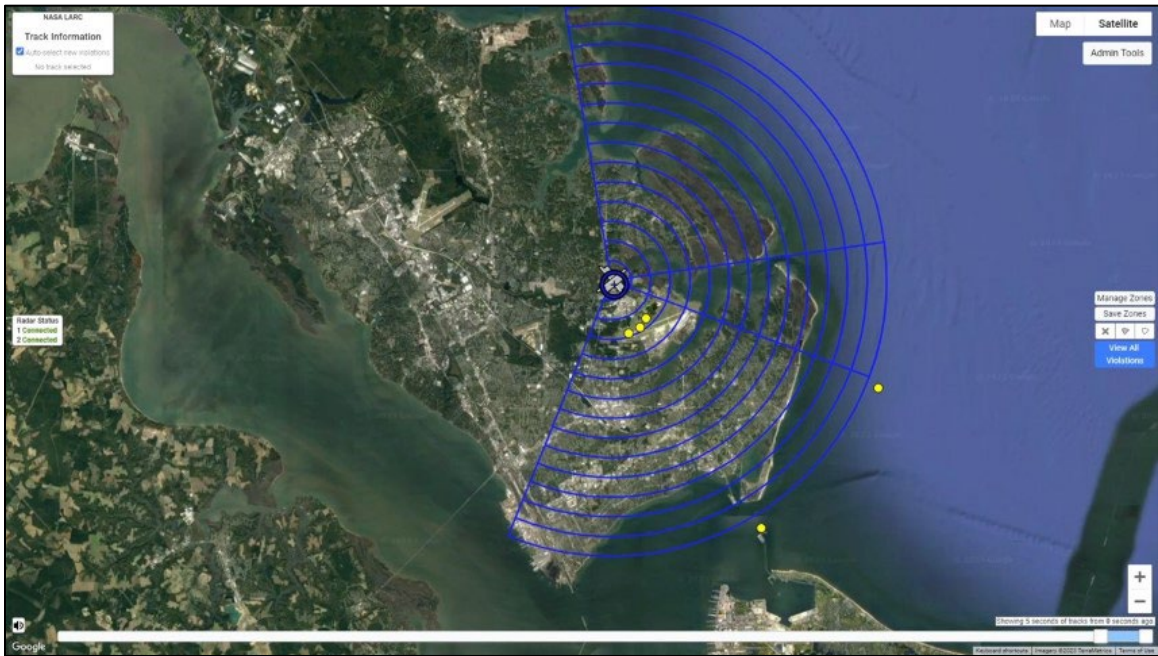 NASA LARC
Track Information
Auto-select new violations
No track selected
Map
Satellite
Admin Tools
Radar Status
1 Connected
2 Connected
Manage Zones
Save Zones
View All
Violations
+
−
Showing 5 seconds of tracks from 0 seconds ago
Google
Keyboard shortcuts
Imagery ©2023 TerraMetrics
Terms of Use